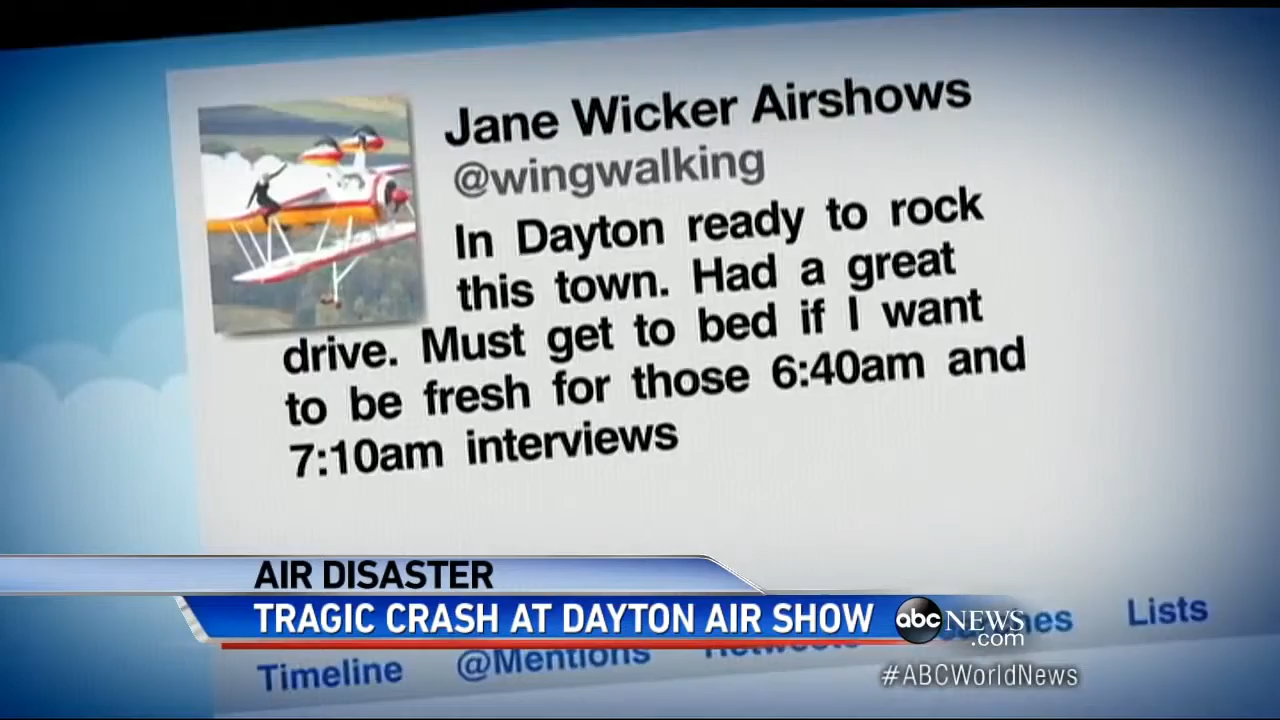 Jane Wicker Airshows
@wingwalking
In Dayton ready to rock
this town. Had a great
drive. Must get to bed if I want
to be fresh for those 6:40am and
7:10am interviews
AIR DISASTER
TRAGIC CRASH AT DAYTON AIR SHOW
abc NEWS
.com
Lists
Timeline @Mentions Retweets
#ABCWorldNews